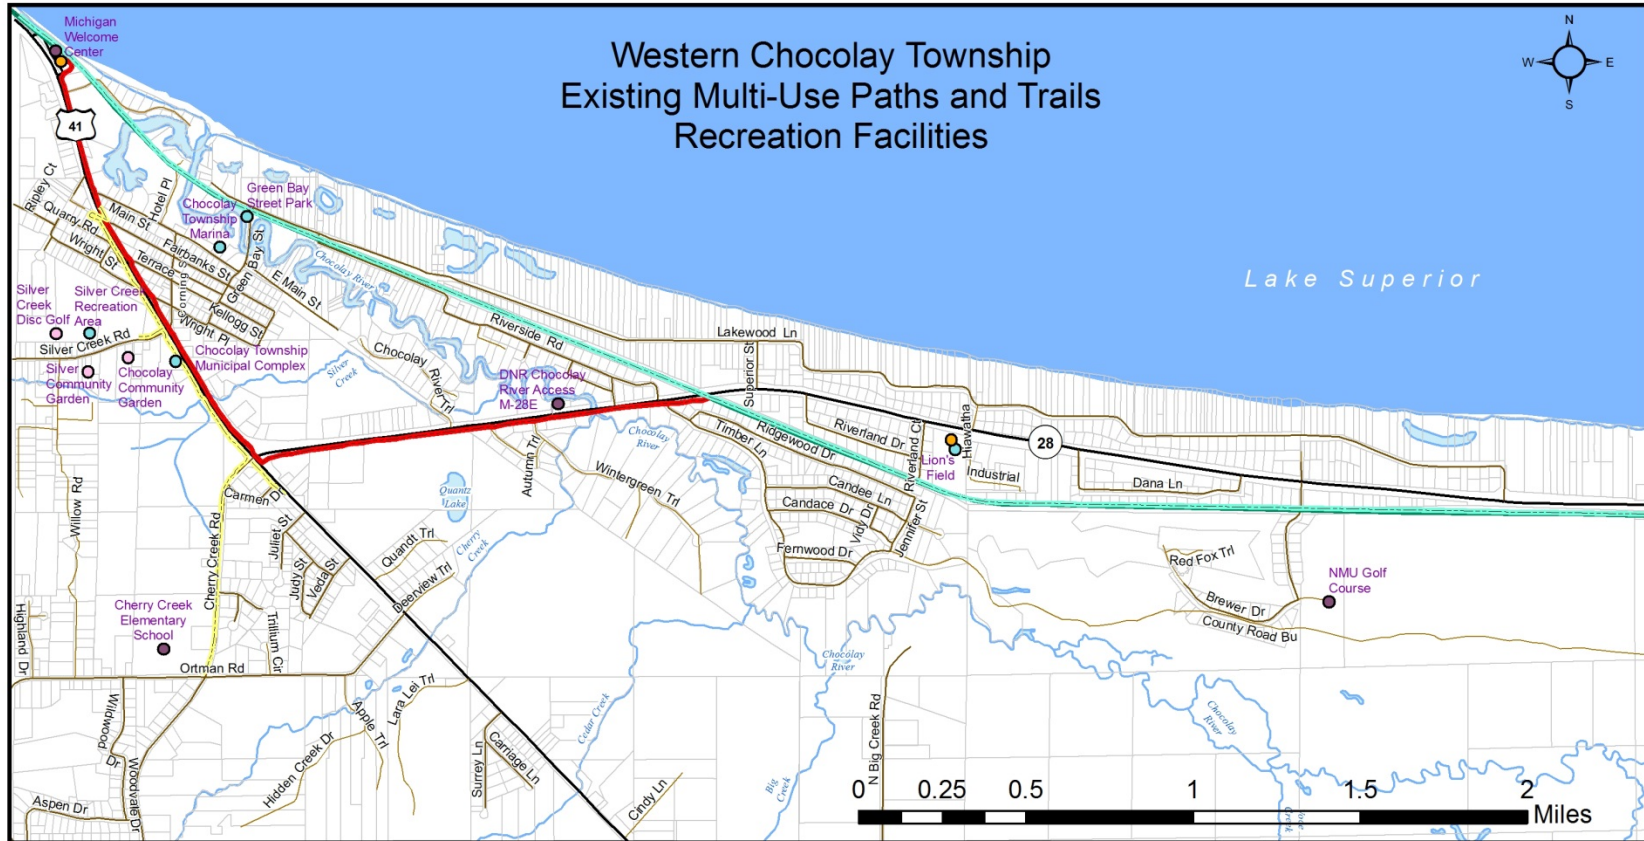 Western Chocolay Township
Existing Multi-Use Paths and Trails
Recreation Facilities
N
W
E
S
Michigan
Welcome
Center
41
Ripley Ct
Quarry Rd
Wright St
Main St
Hotel Pl
Chocolay
Township
Marina
Green Bay
Street Park
Fairbanks St
Terrace
Green Bay St
E Main St
Kellogg St
Wright Pl
Chocolay River
Silver
Creek
Disc Golf
Silver Creek
Recreation
Area
Silver Creek Rd
Silver
Community
Garden
Chocolay
Community
Garden
Chocolay Township
Municipal Complex
Silver
Creek
Chocolay
River Trl
Riverside Rd
DNR Chocolay
River Access
M-28E
Lakewood Ln
Superior St
Lake Superior
Chocolay
River
Timber Ln
Ridgewood Dr
Riverland Dr
Riverland Ct
Hiawatha
Lion's
Field
Industrial
28
Dana Ln
Candee Ln
Candace Dr
Vidy Dr
Jennifer St
Fernwood Dr
Autumn Trl
Wintergreen Trl
Quantz
Lake
Cherry
Creek
Carmen Dr
Willow Rd
Cherry Creek Rd
Juliet St
Judy St
Veda St
Quandt Trl
Deerview Trl
Red Fox Trl
Brewer Dr
County Road Bu
NMU Golf
Course
Highland Dr
Cherry Creek
Elementary
School
Trillium Cir
Ortman Rd
Chocolay
River
Wildwood
Dr
Woodvale Dr
Aspen Dr
Hidden Creek Dr
Apple Trl
Lara Lei Trl
Surrey Ln
Carriage Ln
Cedar Creek
Cindy Ln
Big
Creek
N Big Creek Rd
Chocolay
River
Creek
0 0.25 0.5 1 1.5 2
Miles